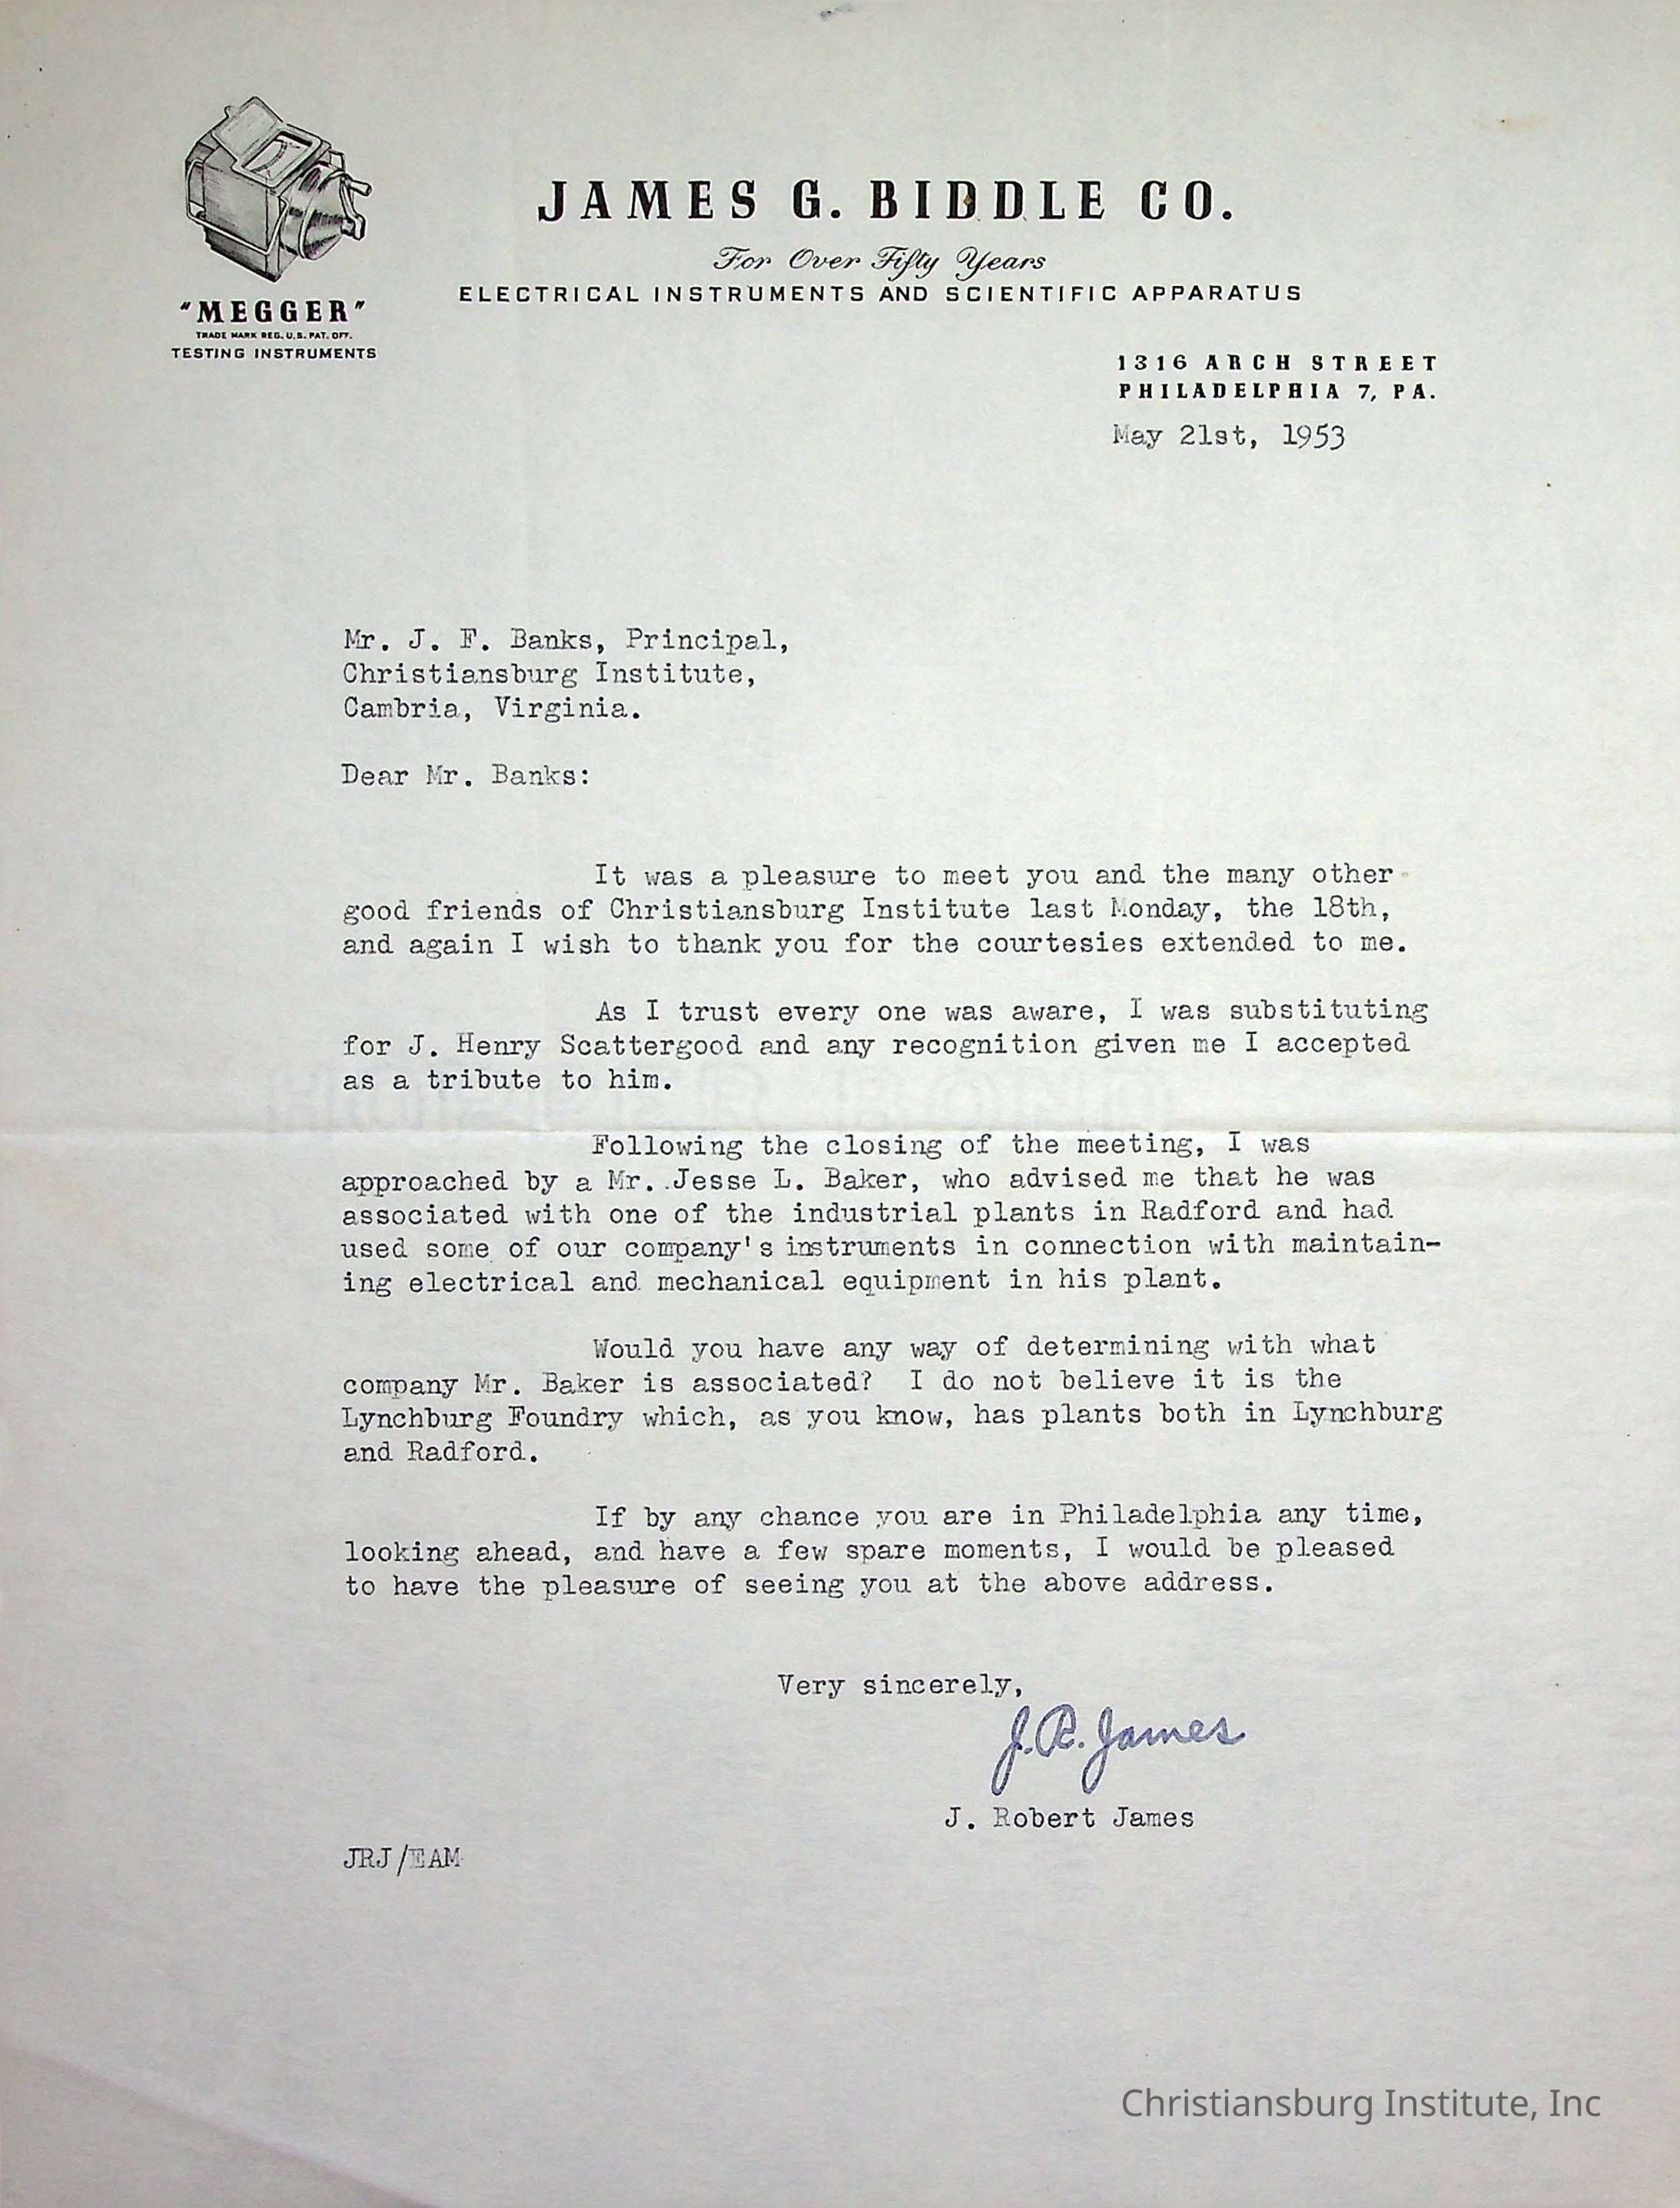 JAMES G. BIDDLE CO.
For Over Fifty Years
ELECTRICAL INSTRUMENTS AND SCIENTIFIC APPARATUS
"MEGGER"
TRADE MARK REG. U.S. PAT. OFF.
TESTING INSTRUMENTS
1316 ARCH STREET
PHILADELPHIA 7, PA.
May 21st, 1953
Mr. J. F. Banks, Principal,
Christiansburg Institute,
Cambria, Virginia.
Dear Mr. Banks:
It was a pleasure to meet you and the many other
good friends of Christiansburg Institute last Monday, the 18th,
and again I wish to thank you for the courtesies extended to me.
As I trust every one was aware, I was substituting
for J. Henry Scattergood and any recognition given me I accepted
as a tribute to him.
Following the closing of the meeting, I was
approached by a Mr. Jesse L. Baker, who advised me that he was
associated with one of the industrial plants in Radford and had
used some of our company's instruments in connection with maintain-
ing electrical and mechanical equipment in his plant.
Would you have any way of determining with what
company Mr. Baker is associated? I do not believe it is the
Lynchburg Foundry which, as you know, has plants both in Lynchburg
and Radford.
If by any chance you are in Philadelphia any time,
looking ahead, and have a few spare moments, I would be pleased
to have the pleasure of seeing you at the above address.
Very sincerely,
J. R. James
J. Robert James
JRJ/EAM
Christiansburg Institute, Inc